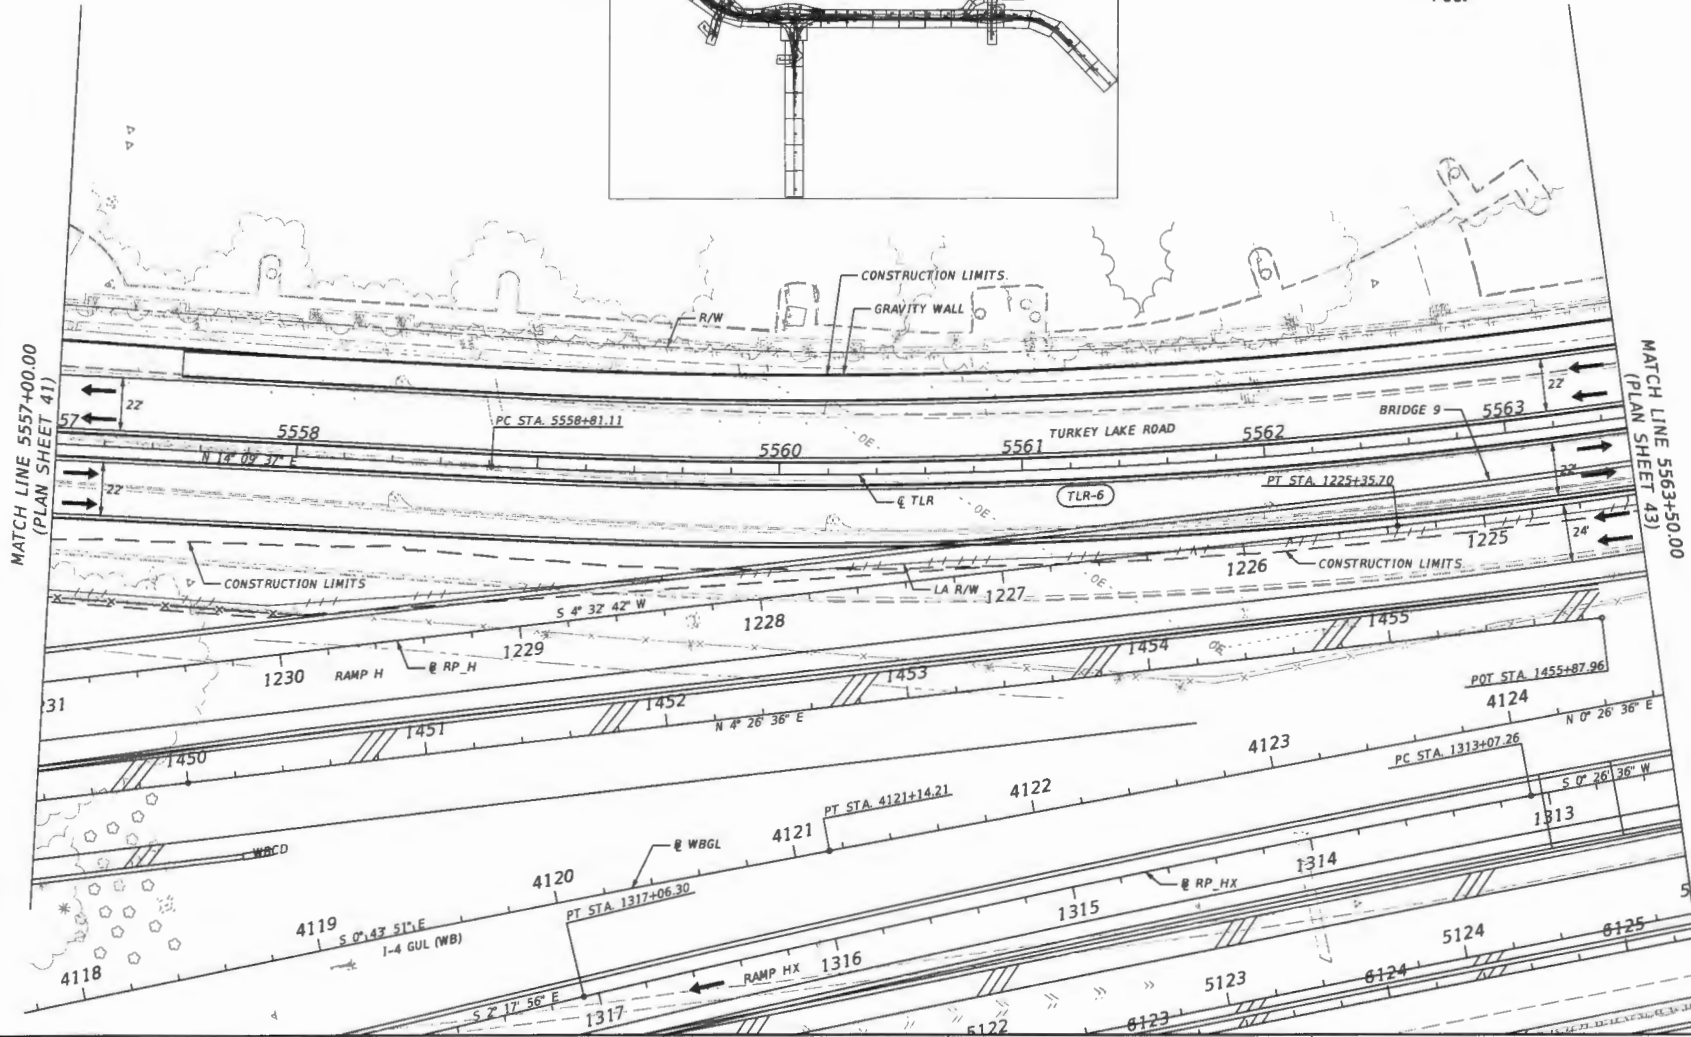 CONSTRUCTION LIMITS.
GRAVITY WALL
R/W
MATCH LINE 5557+00.00
(PLAN SHEET 41)
MATCH LINE 5563+50.00
(PLAN SHEET 43)
22'
22'
57
5558
PC STA. 5558+81.11
OE
5560
5561
TURKEY LAKE ROAD
5562
BRIDGE 9
5563
N 14° 09' 37" E
22'
22'
℄ TLR
OE
TLR-6
PT STA. 1225+35.70
1225
24'
CONSTRUCTION LIMITS
S 4° 32' 42" W
1228
LA R/W
1227
OE
1226
CONSTRUCTION LIMITS
231
1230
RAMP H
℄ RP_H
1229
1450
1451
1452
N 4° 26' 36" E
1453
1454
OE
1455
POT STA. 1455+87.96
4124
N 0° 26' 36" E
WBCD
4118
4119
S 0° 43' 51" E
I-4 GUL (WB)
4120
℄ WBGL
4121
PT STA. 4121+14.21
4122
4123
PC STA. 1313+07.26
S 0° 26' 36" W
1313
PT STA. 1317+06.30
1314
℄ RP_HX
1315
1316
RAMP HX
1317
S 2° 17' 56" E
5122
5123
5124
6123
6124
6125
5